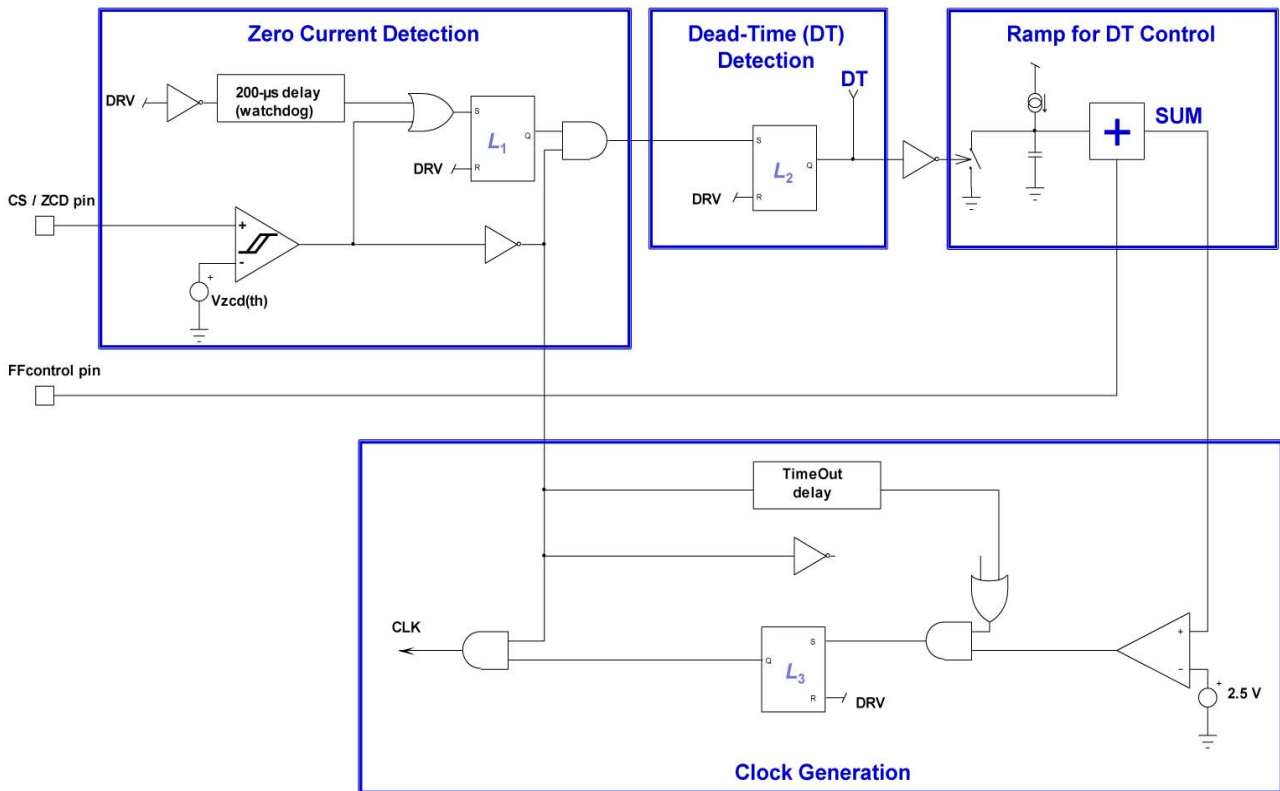 Zero Current Detection
Dead-Time (DT)
Detection
Ramp for DT Control
DRV
200-µs delay
(watchdog)
S
L1
Q
R
DRV
DT
S
L2
Q
R
DRV
+
SUM
CS / ZCD pin
+
-
+
Vzcd(th)
FFcontrol pin
TimeOut
delay
CLK
Q
L3
S
R
DRV
+
−
+
2.5 V
Clock Generation